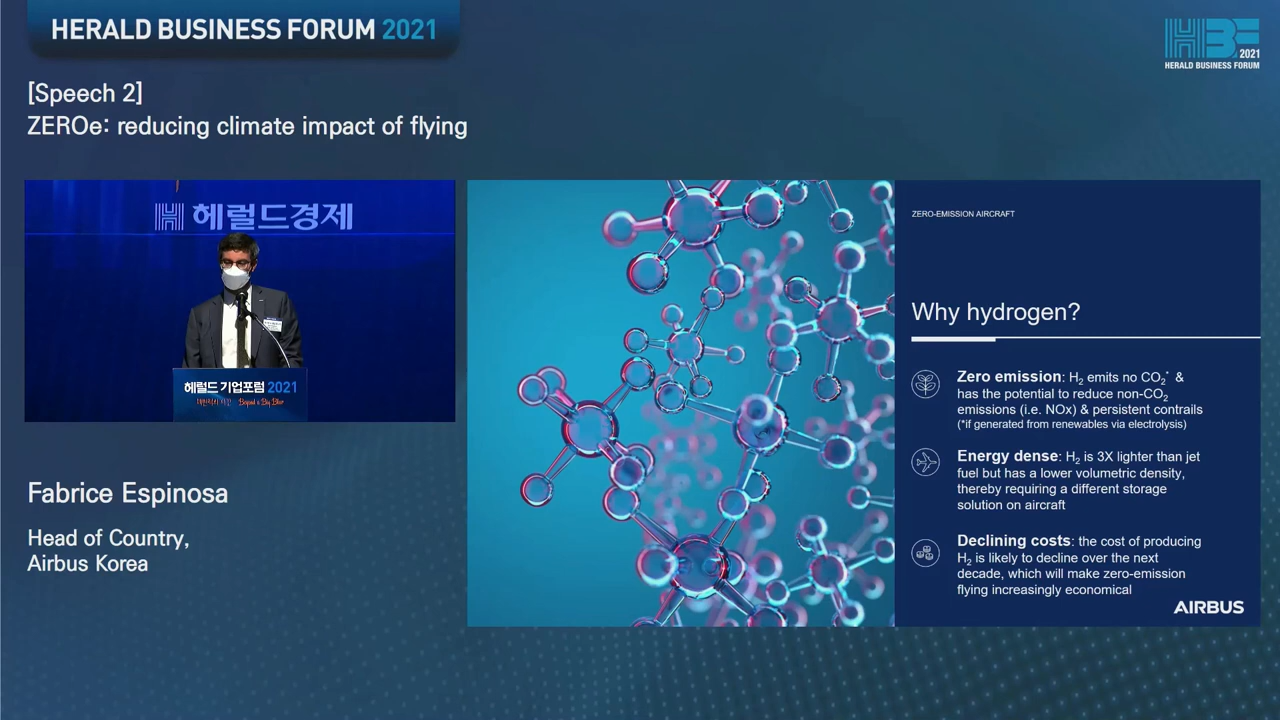 HERALD BUSINESS FORUM 2021
HBF
2021
HERALD BUSINESS FORUM
[Speech 2]
ZEROe: reducing climate impact of flying
헤럴드경제
헤럴드 기업포럼 2021
Fabrice Espinosa
Head of Country,
Airbus Korea
ZERO-EMISSION AIRCRAFT
Why hydrogen?
Zero emission: H₂ emits no CO₂* &
has the potential to reduce non-CO₂
emissions (i.e. NOx) & persistent contrails
(*if generated from renewables via electrolysis)
Energy dense: H₂ is 3X lighter than jet
fuel but has a lower volumetric density,
thereby requiring a different storage
solution on aircraft
Declining costs: the cost of producing
H₂ is likely to decline over the next
decade, which will make zero-emission
flying increasingly economical
AIRBUS